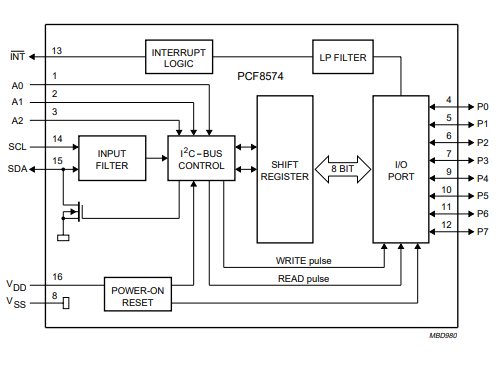 INT
13
INTERRUPT
LOGIC
LP FILTER
PCF8574
A0
1
A1
2
A2
3
SCL
14
SDA
15
INPUT
FILTER
I2C–BUS
CONTROL
SHIFT
REGISTER
8 BIT
I/O
PORT
4
P0
5
P1
6
P2
7
P3
9
P4
10
P5
11
P6
12
P7
WRITE pulse
READ pulse
VDD
16
VSS
8
POWER-ON
RESET
MBD980